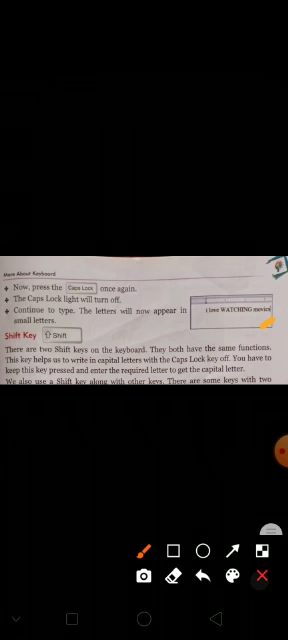 More About Keyboard
Now, press the Caps Lock once again.
The Caps Lock light will turn off.
Continue to type. The letters will now appear in
small letters.
i love WATCHING movies
Shift Key ⇧ Shift
There are two Shift keys on the keyboard. They both have the same functions.
This key helps us to write in capital letters with the Caps Lock key off. You have to
keep this key pressed and enter the required letter to get the capital letter.
We also use a Shift key along with other keys. There are some keys with two